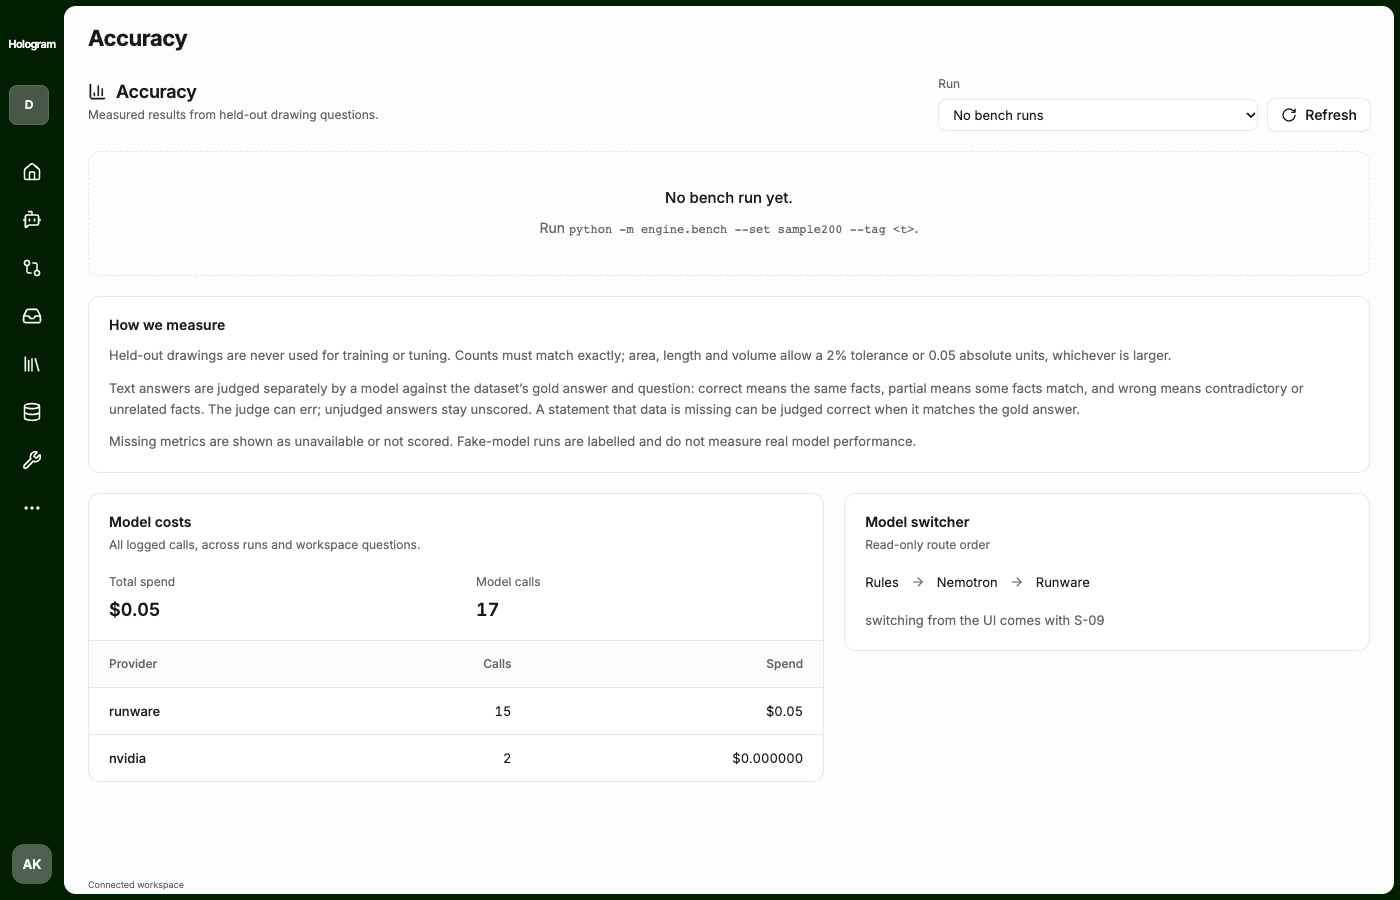 Hologram
D
AK
Accuracy
Accuracy
Measured results from held-out drawing questions.
Run
No bench runs
Refresh
No bench run yet.
Run python -m engine.bench --set sample200 --tag <t>.
How we measure
Held-out drawings are never used for training or tuning. Counts must match exactly; area, length and volume allow a 2% tolerance or 0.05 absolute units, whichever is larger.
Text answers are judged separately by a model against the dataset’s gold answer and question: correct means the same facts, partial means some facts match, and wrong means contradictory or
unrelated facts. The judge can err; unjudged answers stay unscored. A statement that data is missing can be judged correct when it matches the gold answer.
Missing metrics are shown as unavailable or not scored. Fake-model runs are labelled and do not measure real model performance.
Model costs
All logged calls, across runs and workspace questions.
Total spend Model calls
$0.05 17
Provider Calls Spend
runware 15 $0.05
nvidia 2 $0.000000
Model switcher
Read-only route order
Rules → Nemotron → Runware
switching from the UI comes with S-09
Connected workspace